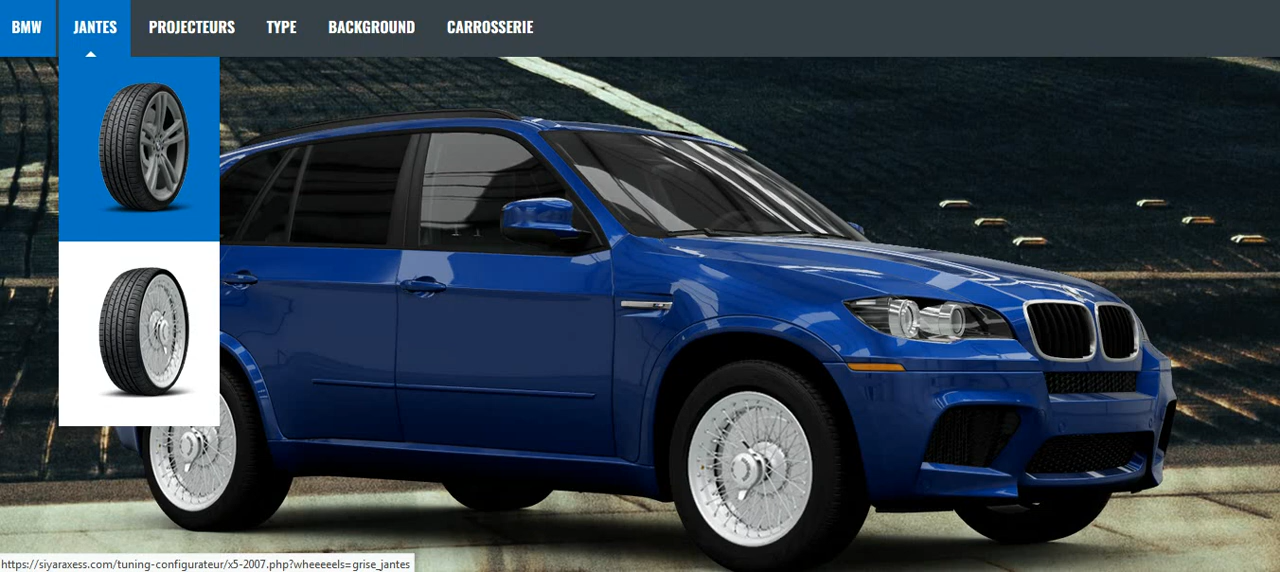 BMW JANTES PROJECTEURS TYPE BACKGROUND CARROSSERIE
https://siyaraxess.com/tuning-configurateur/x5-2007.php?wheeeeels=grise_jantes